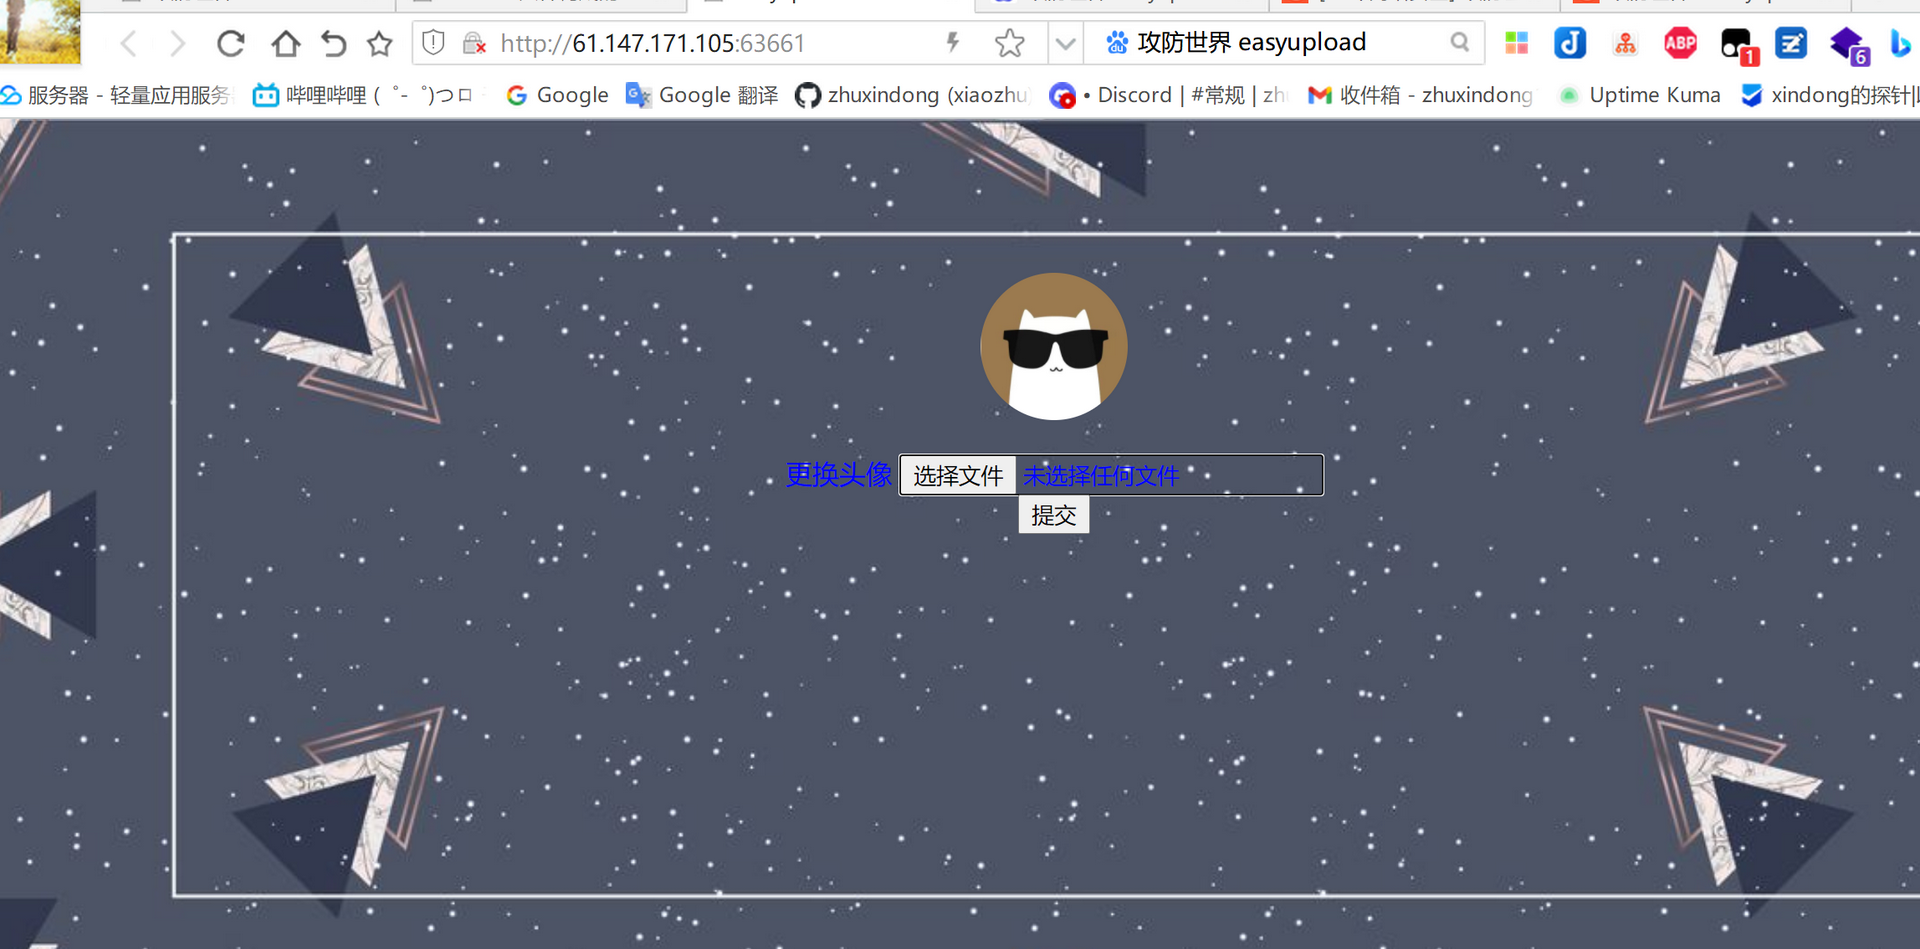 http://61.147.171.105:63661
攻防世界 easyupload
ABP
1
6
服务器 - 轻量应用服务
哔哩哔哩 (゜-゜)つロ
Google
Google 翻译
zhuxindong (xiaozhu
• Discord | #常规 | zh
收件箱 - zhuxindong
Uptime Kuma
xindong的探针|
更换头像 选择文件 未选择任何文件
提交